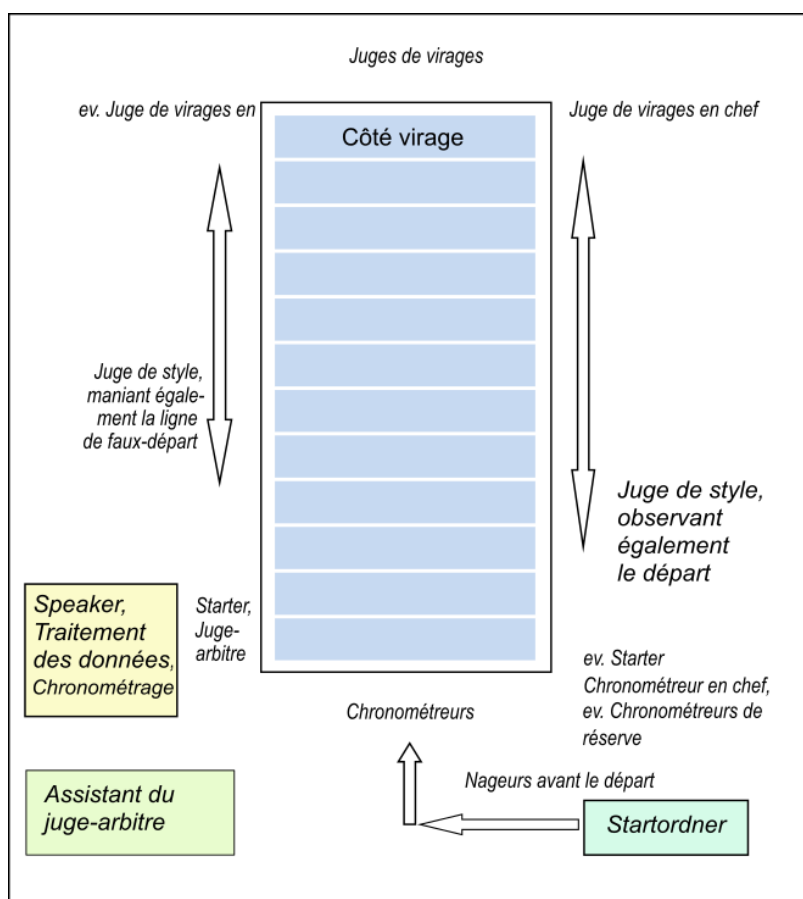 Juges de virages
ev. Juge de virages en
Juge de virages en chef
Côté virage
Juge de style,
maniant égale-
ment la ligne
de faux-départ
Juge de style,
observant
également
le départ
Speaker,
Traitement
des données,
Chronométrage
Starter,
Juge-
arbitre
ev. Starter
Chronométreur en chef,
ev. Chronométreurs de
réserve
Chronométreurs
Nageurs avant le départ
Assistant du
juge-arbitre
Startordner